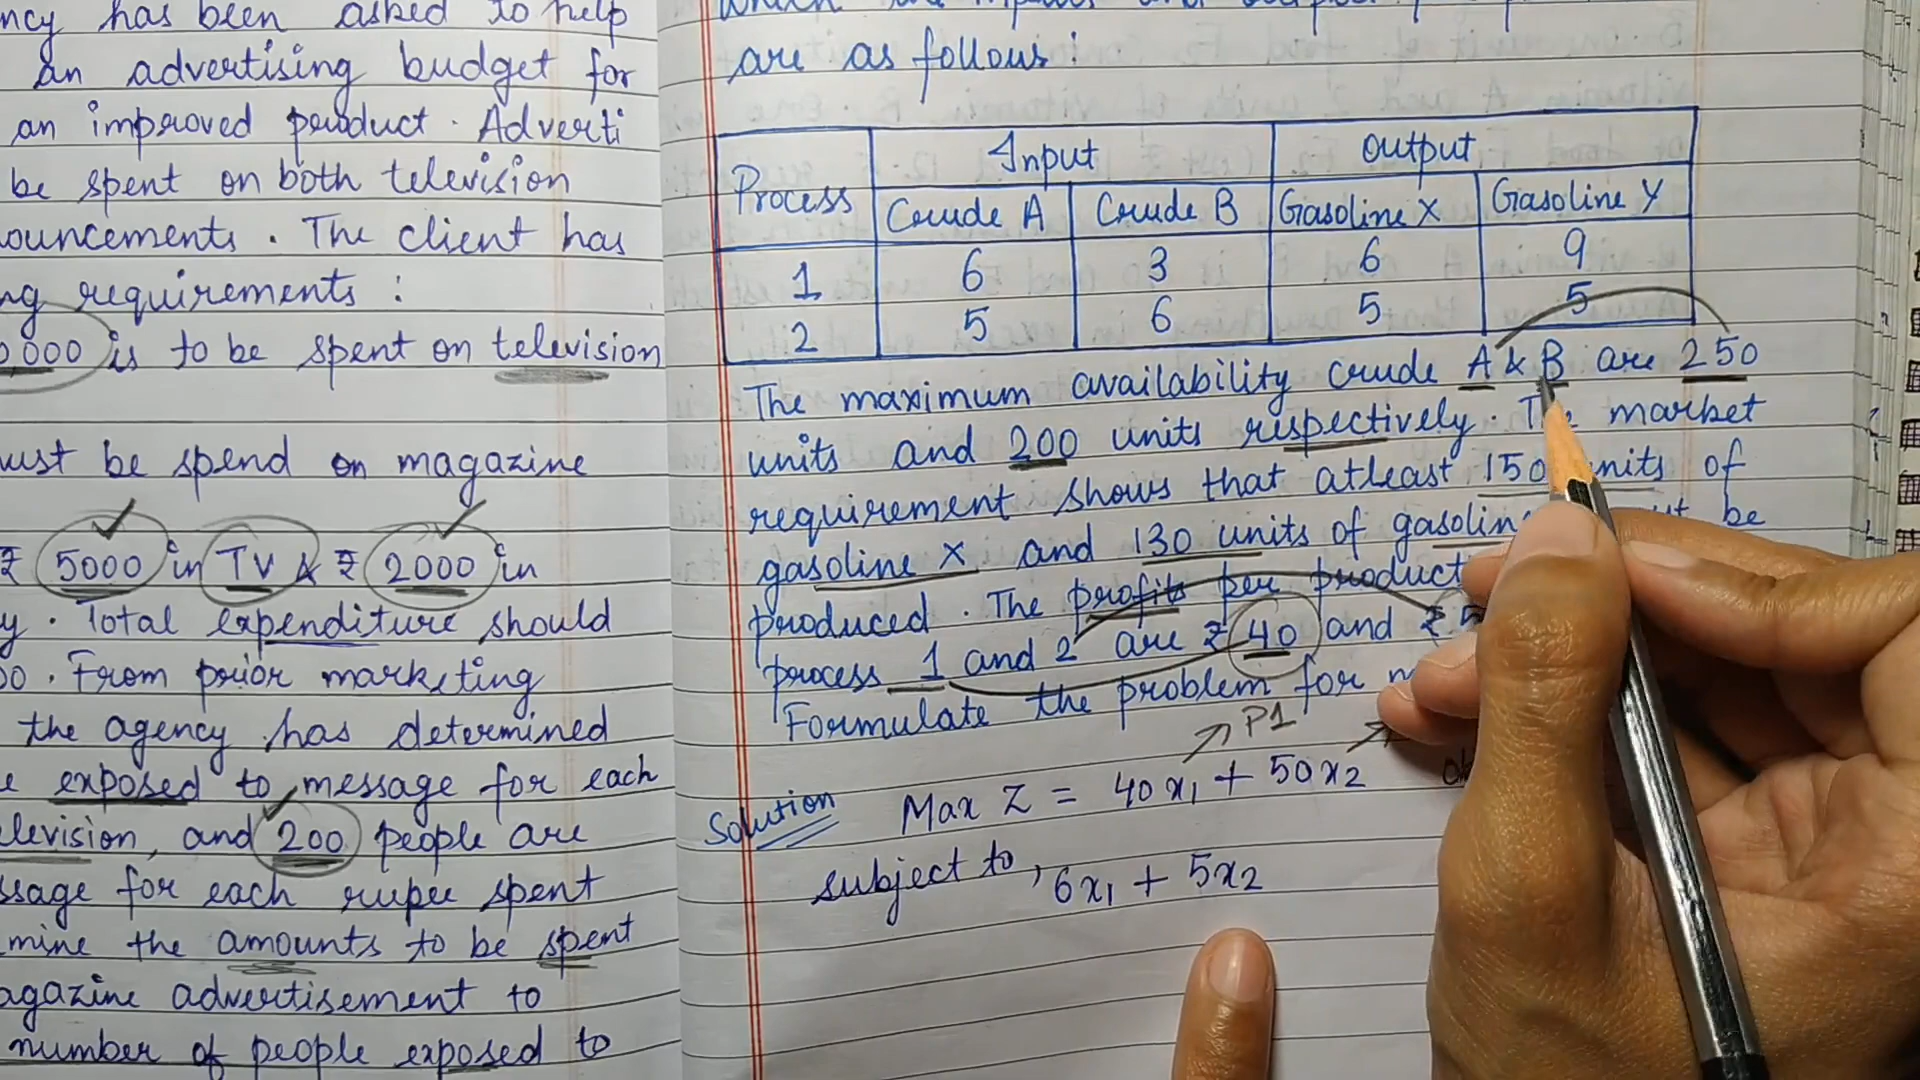 has been asked to help
an advertising budget for
an improved product. Adverti
be spent on both television
ouncements. The client has
ng requirements:
0,000 is to be spent on television
ust be spend on magazine
₹ 5000 in TV & ₹ 2000 in
y. Total expenditure should
00. From prior marketing
the agency has determined
e exposed to message for each
levision, and 200 people are
ssage for each rupee spent
mine the amounts to be spent
agazine advertisement to
number of people exposed to
are as follows:
Process Input Output
Crude A Crude B Gasoline X Gasoline Y
1 6 3 6 9
2 5 6 5 5
The maximum availability crude A & B are 250
units and 200 units respectively. The market
requirement shows that atleast 150 units of
gasoline X and 130 units of gasoline be
produced. The profits per product
process 1 and 2 are ₹ 40 and ₹ 5
Formulate the problem for
P1
Solution Max Z = 40x₁ + 50x₂
subject to, 6x₁ + 5x₂